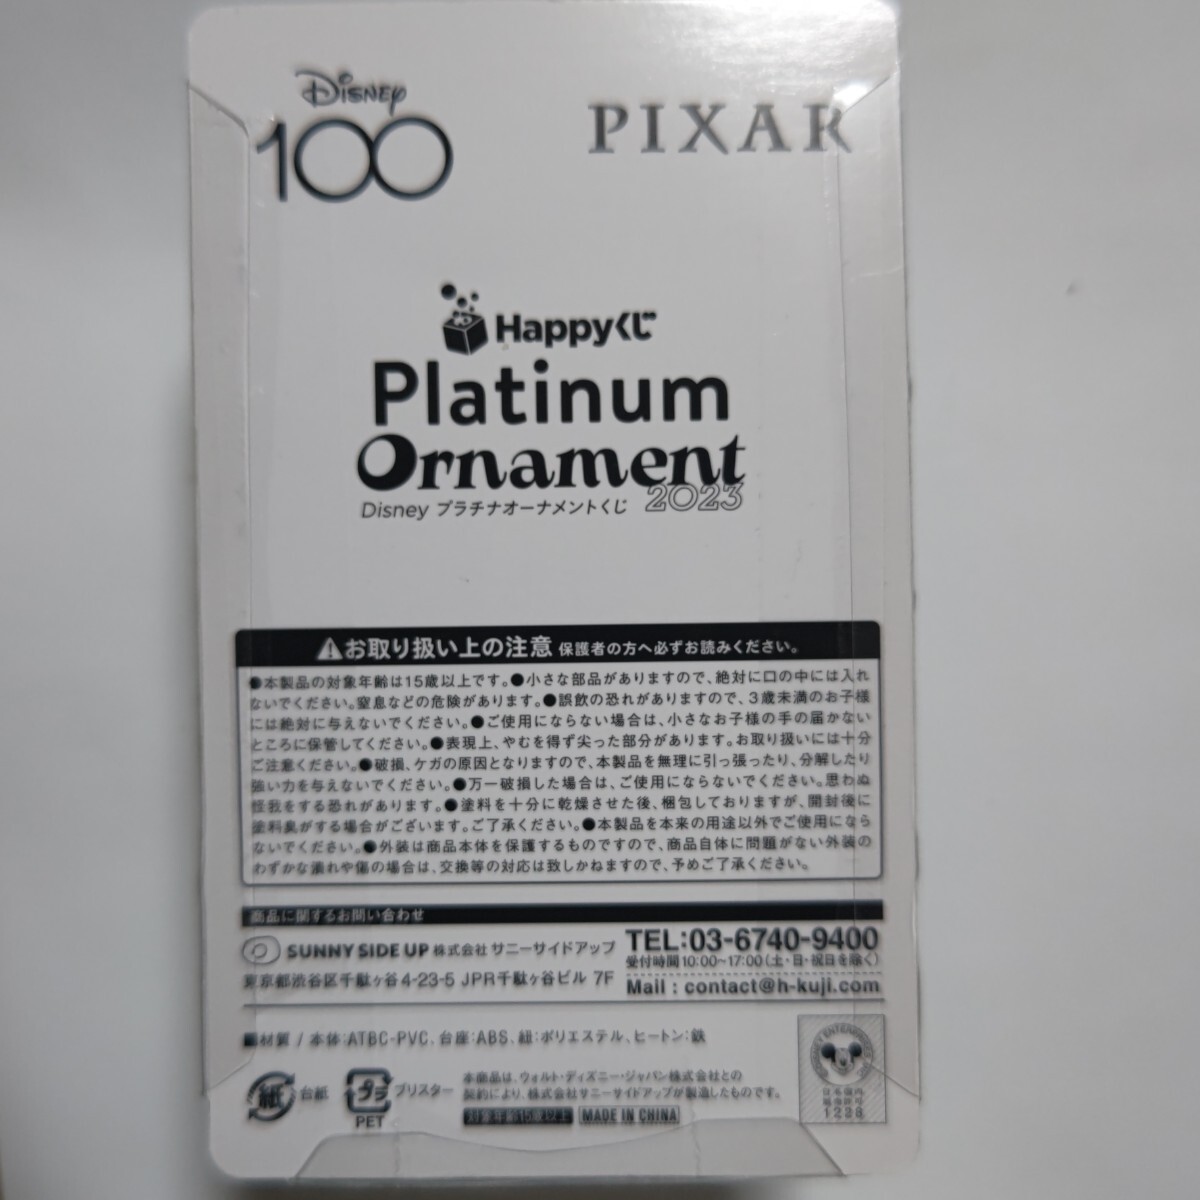 Disney
100
PIXAR
Happyくじ
Platinum
Ornament
2023
Disney プラチナオーナメントくじ
お取り扱い上の注意 保護者の方へ必ずお読みください。
●本製品の対象年齢は15歳以上です。●小さな部品がありますので、絶対に口の中には入れ
ないでください。窒息などの危険があります。●誤飲の恐れがありますので、3歳未満のお子様
には絶対に与えないでください。●ご使用にならない場合は、小さなお子様の手の届かない
ところに保管してください。●表現上、やむを得ず尖った部分があります。お取り扱いには十分
ご注意ください。●破損、ケガの原因となりますので、本製品を無理に引っ張ったり、分解したり
強い力を与えないでください。●万一破損した場合は、ご使用にならないでください。思わぬ
怪我をする恐れがあります。●塗料を十分に乾燥させた後、梱包しておりますが、開封後に
塗料臭がする場合がございます。ご了承ください。●本製品を本来の用途以外でご使用になら
ないでください。●外装は商品本体を保護するものですので、商品自体に問題がない外装の
わずかな潰れや傷の場合は、交換等の対応は致しかねますので、予めご了承ください。
商品に関するお問い合わせ
SUNNY SIDE UP 株式会社 サニーサイドアップ
東京都渋谷区千駄ヶ谷4-23-5 JPR千駄ヶ谷ビル 7F
TEL:03-6740-9400
受付時間10:00~17:00(土・日・祝日を除く)
Mail : contact@h-kuji.com
■材質 / 本体:ATBC-PVC、台座:ABS、紐:ポリエステル、ヒートン:鉄
紙 台紙
プラ ブリスター
PET
本商品は、ウォルト・ディズニー・ジャパン株式会社との
契約により、株式会社サニーサイドアップが製造したものです。
対象年齢15歳以上 MADE IN CHINA
1228